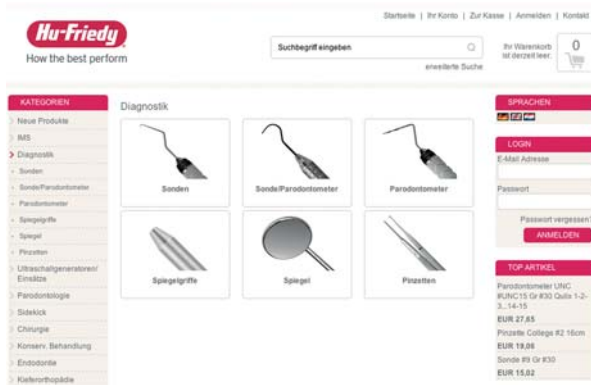 Startseite | Ihr Konto | Zur Kasse | Anmelden | Kontakt
Hu-Friedy
How the best perform
Suchbegriff eingeben
erweiterte Suche
Ihr Warenkorb
ist derzeit leer.
0
KATEGORIEN
Neue Produkte
IMS
Diagnostik
Sonden
Sonde/Parodontometer
Parodontometer
Spiegelgriffe
Spiegel
Pinzetten
Ultraschallgeneratoren/
Einsätze
Parodontologie
Sidekick
Chirurgie
Konserv. Behandlung
Endodontie
Kieferorthopädie
Diagnostik
Sonden
Sonde/Parodontometer
Parodontometer
Spiegelgriffe
Spiegel
Pinzetten
SPRACHEN
LOGIN
E-Mail Adresse
Passwort
Passwort vergessen?
ANMELDEN
TOP ARTIKEL
Parodontometer UNC
#UNC15 Gr #30 Qulix 1-2-
3...14-15
EUR 27,65
Pinzette College #2 16cm
EUR 19,06
Sonde #9 Gr #30
EUR 15,02